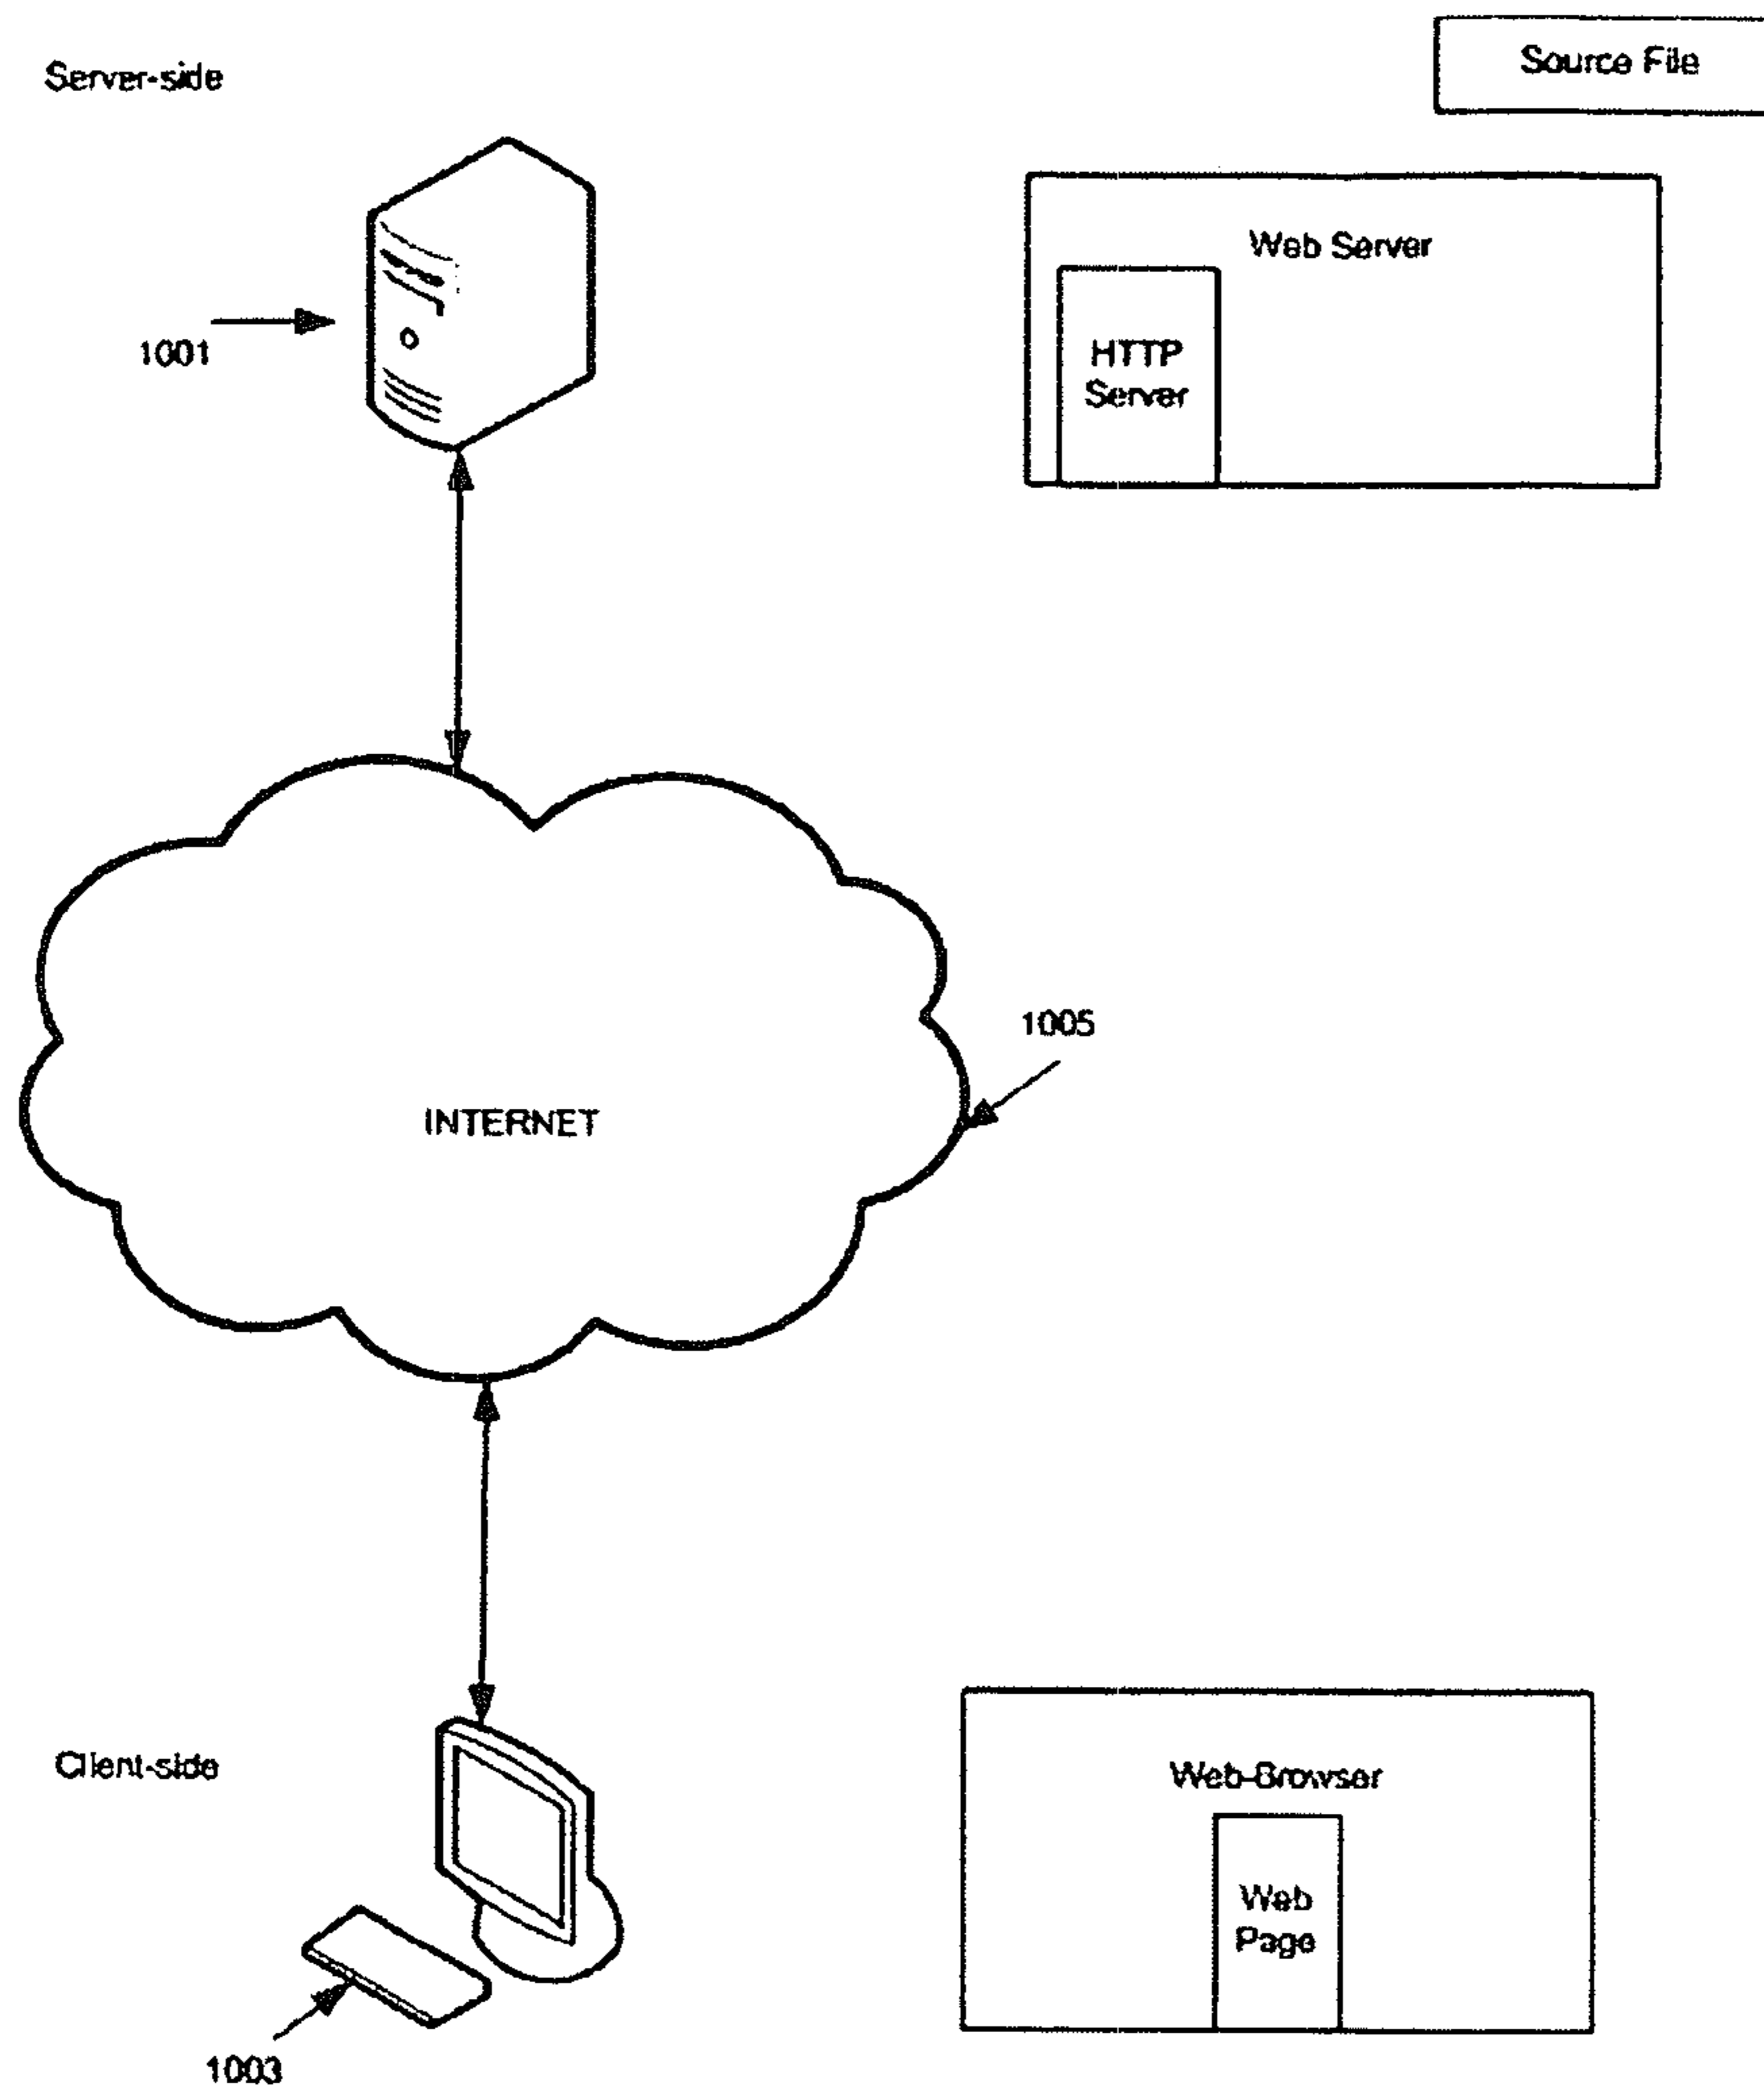 Source File
Server-side
Web Server
1001
HTTP
Server
1005
INTERNET
Client-side
Web-Browser
Web
Page
1003